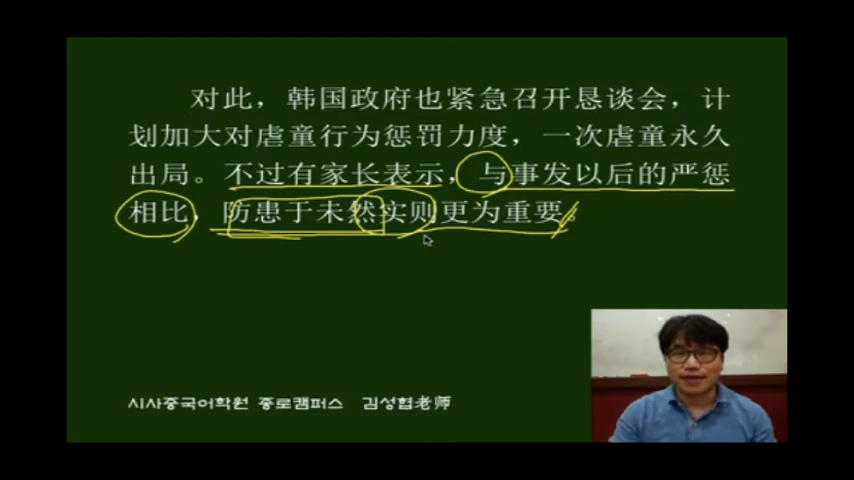 对此，韩国政府也紧急召开恳谈会，计
划加大对虐童行为惩罚力度，一次虐童永久
出局。不过有家长表示，与事发以后的严惩
相比，防患于未然实则更为重要。
시사중국어학원 종로캠퍼스 김성협老师